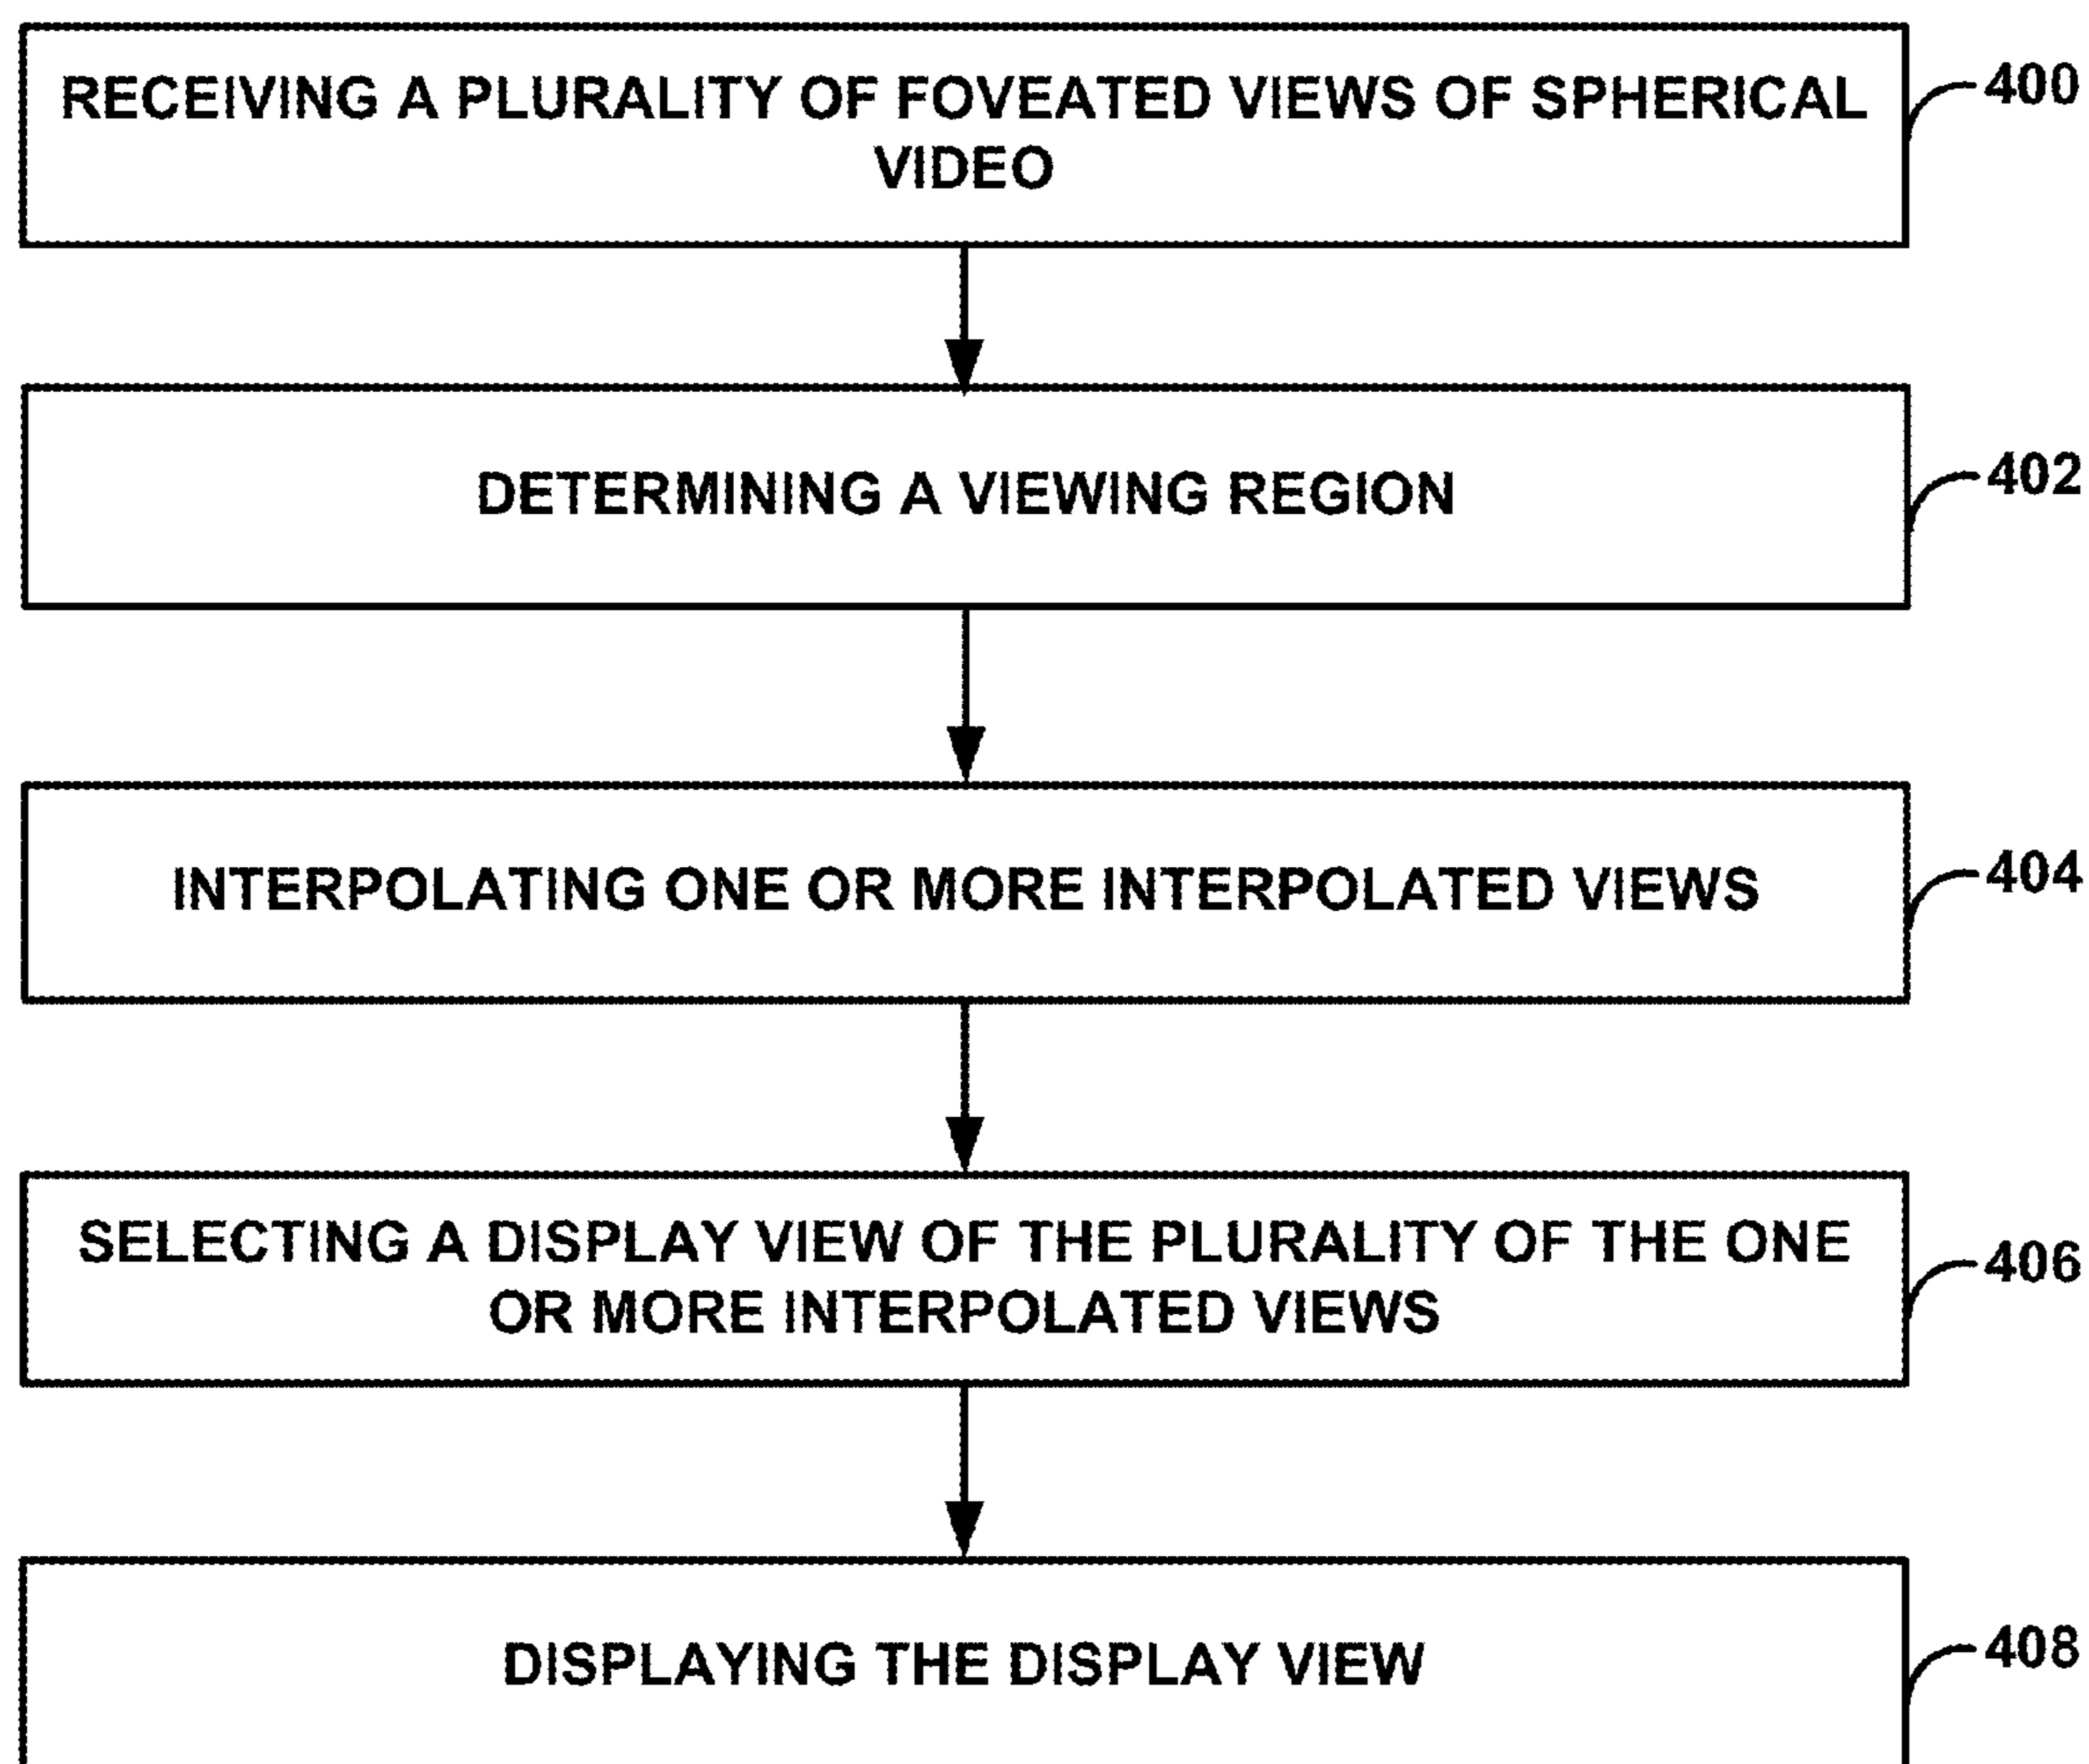 RECEIVING A PLURALITY OF FOVEATED VIEWS OF SPHERICAL
VIDEO
400
DETERMINING A VIEWING REGION
402
INTERPOLATING ONE OR MORE INTERPOLATED VIEWS
404
SELECTING A DISPLAY VIEW OF THE PLURALITY OF THE ONE
OR MORE INTERPOLATED VIEWS
406
DISPLAYING THE DISPLAY VIEW
408